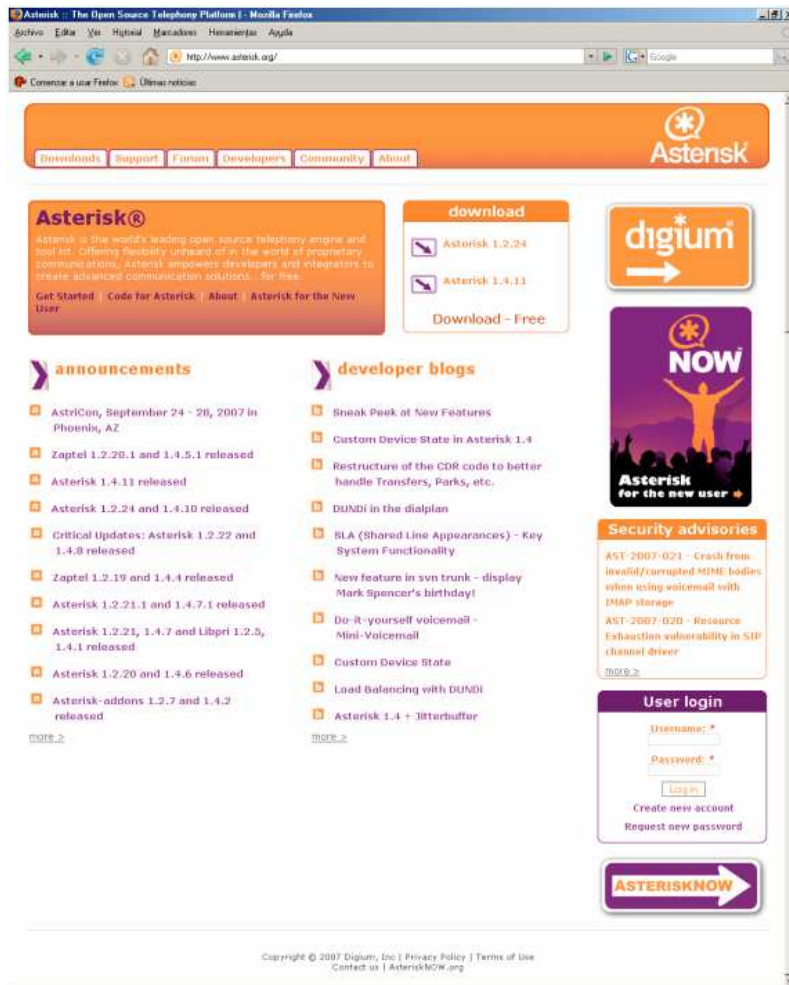 Asterisk :: The Open Source Telephony Platform | - Mozilla Firefox
Archivo Editar Ver Historial Marcadores Herramientas Ayuda
http://www.asterisk.org/
Google
Comenzar a usar Firefox Últimas noticias
Downloads Support Forum Developers Community About
Asterisk
Asterisk®
Asterisk is the world's leading open source telephony engine and
tool kit. Offering flexibility unheard of in the world of proprietary
communications, Asterisk empowers developers and integrators to
create advanced communication solutions...for free.
Get Started | Code for Asterisk | About | Asterisk for the New
User
download
Asterisk 1.2.24
Asterisk 1.4.11
Download - Free
digium
NOW
Asterisk
for the new user
announcements
AstriCon, September 24 - 28, 2007 in
Phoenix, AZ
Zaptel 1.2.20.1 and 1.4.5.1 released
Asterisk 1.4.11 released
Asterisk 1.2.24 and 1.4.10 released
Critical Updates: Asterisk 1.2.22 and
1.4.8 released
Zaptel 1.2.19 and 1.4.4 released
Asterisk 1.2.21.1 and 1.4.7.1 released
Asterisk 1.2.21, 1.4.7 and Libpri 1.2.5,
1.4.1 released
Asterisk 1.2.20 and 1.4.6 released
Asterisk-addons 1.2.7 and 1.4.2
released
more >
developer blogs
Sneak Peek at New Features
Custom Device State in Asterisk 1.4
Restructure of the CDR code to better
handle Transfers, Parks, etc.
DUNDi in the dialplan
SLA (Shared Line Appearances) - Key
System Functionality
New feature in svn trunk - display
Mark Spencer's birthday!
Do-it-yourself voicemail -
Mini-Voicemail
Custom Device State
Load Balancing with DUNDi
Asterisk 1.4 + Jitterbuffer
more >
Security advisories
AST-2007-021 - Crash from
invalid/corrupted MIME bodies
when using voicemail with
IMAP storage
AST-2007-020 - Resource
Exhaustion vulnerability in SIP
channel driver
more >
User login
Username: *
Password: *
Log in
Create new account
Request new password
ASTERISKNOW
Copyright © 2007 Digium, Inc | Privacy Policy | Terms of Use
Contact us | AsteriskNOW.org